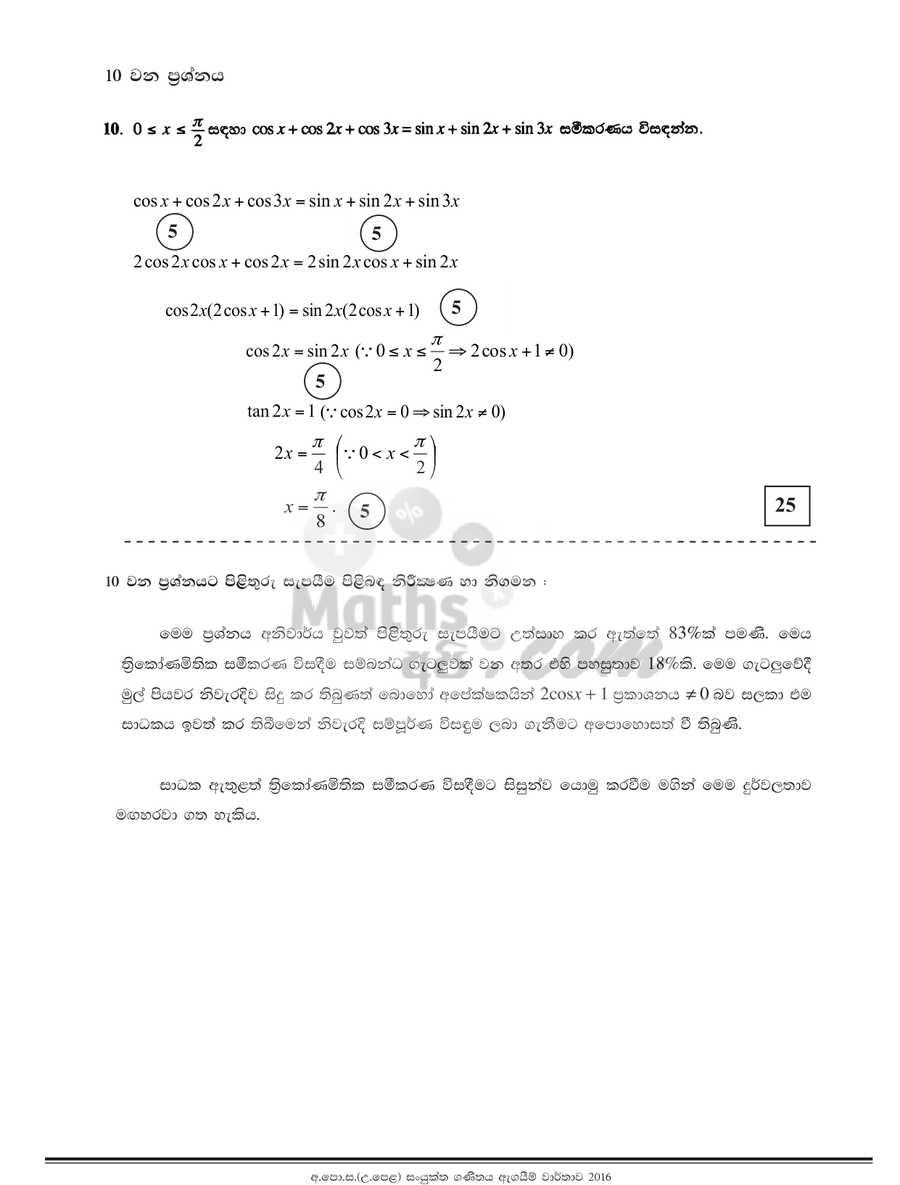 10 වන ප්‍රශ්නය
10. 0 ≤ x ≤ π/2 සඳහා cos x + cos 2x + cos 3x = sin x + sin 2x + sin 3x සමීකරණය විසඳන්න.
cos x + cos 2x + cos 3x = sin x + sin 2x + sin 3x
5 5
2 cos 2x cos x + cos 2x = 2 sin 2x cos x + sin 2x
cos 2x(2 cos x + 1) = sin 2x(2 cos x + 1) 5
cos 2x = sin 2x (∵ 0 ≤ x ≤ π/2 ⇒ 2 cos x + 1 ≠ 0)
5
tan 2x = 1 (∵ cos 2x = 0 ⇒ sin 2x ≠ 0)
2x = π/4 (∵ 0 < x < π/2)
x = π/8 . 5 25
10 වන ප්‍රශ්නයට පිළිතුරු සැපයීම පිළිබඳ නිරීක්ෂණ හා නිගමන :
මෙම ප්‍රශ්නය අනිවාර්ය වුවත් පිළිතුරු සැපයීමට උත්සාහ කර ඇත්තේ 83%ක් පමණි. මෙය
ත්‍රිකෝණමිතික සමීකරණ විසඳීම සම්බන්ධ ගැටලුවක් වන අතර එහි පහසුතාව 18%කි. මෙම ගැටලුවේදී
මුල් පියවර නිවැරදිව සිදු කර තිබුණත් බොහෝ අපේක්ෂකයින් 2cosx + 1 ප්‍රකාශනය ≠ 0 බව සලකා එම
සාධකය ඉවත් කර තිබීමෙන් නිවැරදි සම්පූර්ණ විසඳුම ලබා ගැනීමට අපොහොසත් වී තිබුණි.
සාධක ඇතුළත් ත්‍රිකෝණමිතික සමීකරණ විසඳීමට සිසුන්ව යොමු කරවීම මගින් මෙම දුර්වලතාව
මඟහරවා ගත හැකිය.
Maths
අපි.com
අ.පො.ස.(උ.පෙළ) සංයුක්ත ගණිතය ඇගයීම් වාර්තාව 2016